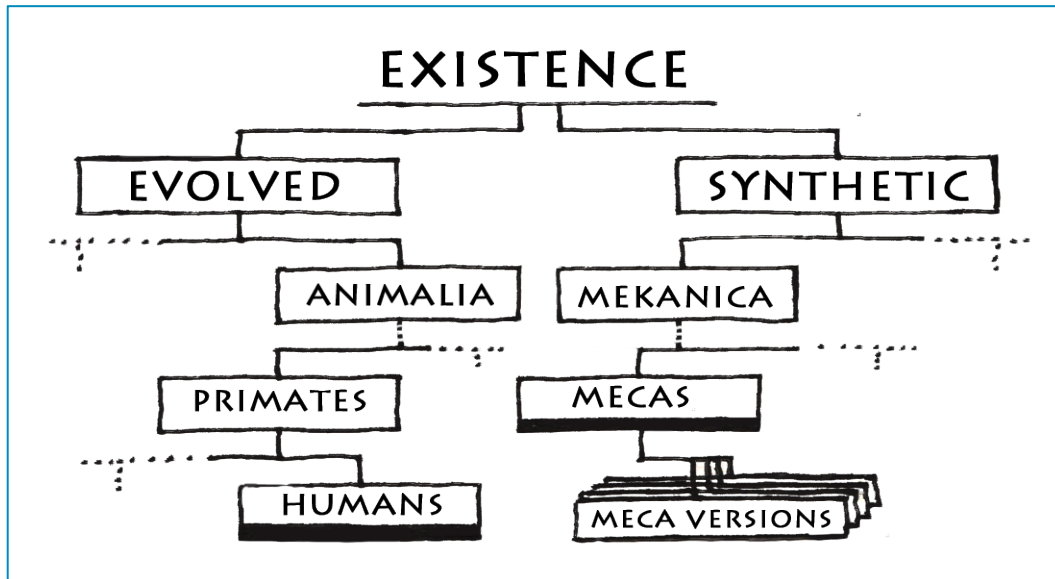 EXISTENCE
EVOLVED
SYNTHETIC
ANIMALIA
MEKANICA
PRIMATES
MECAS
HUMANS
MECA VERSIONS